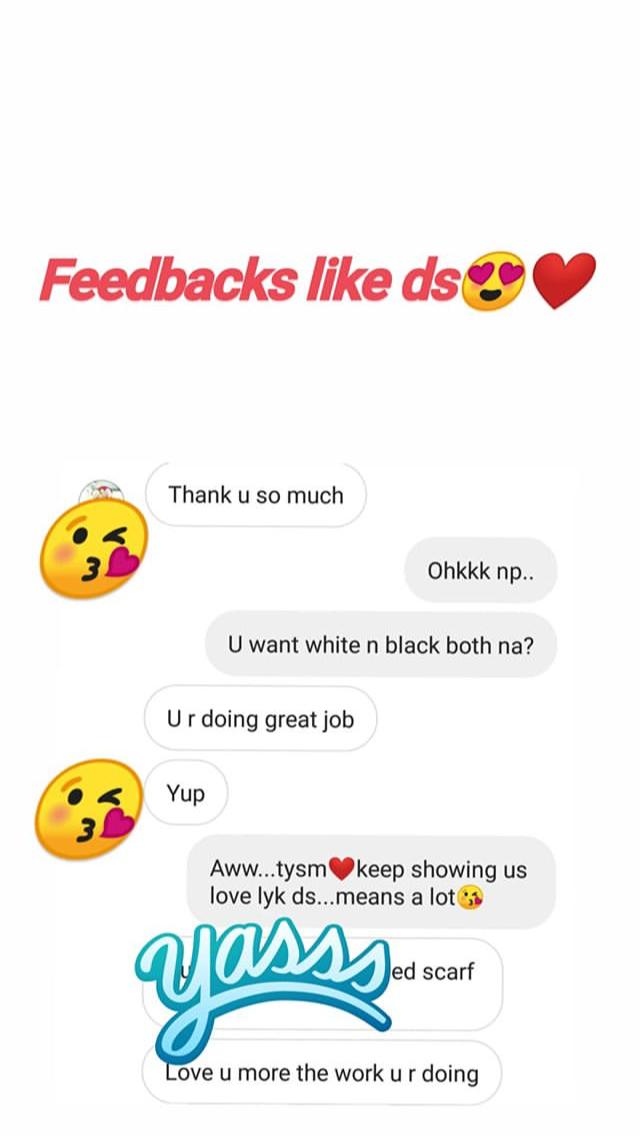 Feedbacks like ds😍❤️
Thank u so much
Ohkkk np..
U want white n black both na?
U r doing great job
Yup
Aww...tysm❤️keep showing us
love lyk ds...means a lot😘
yasss
ed scarf
Love u more the work u r doing